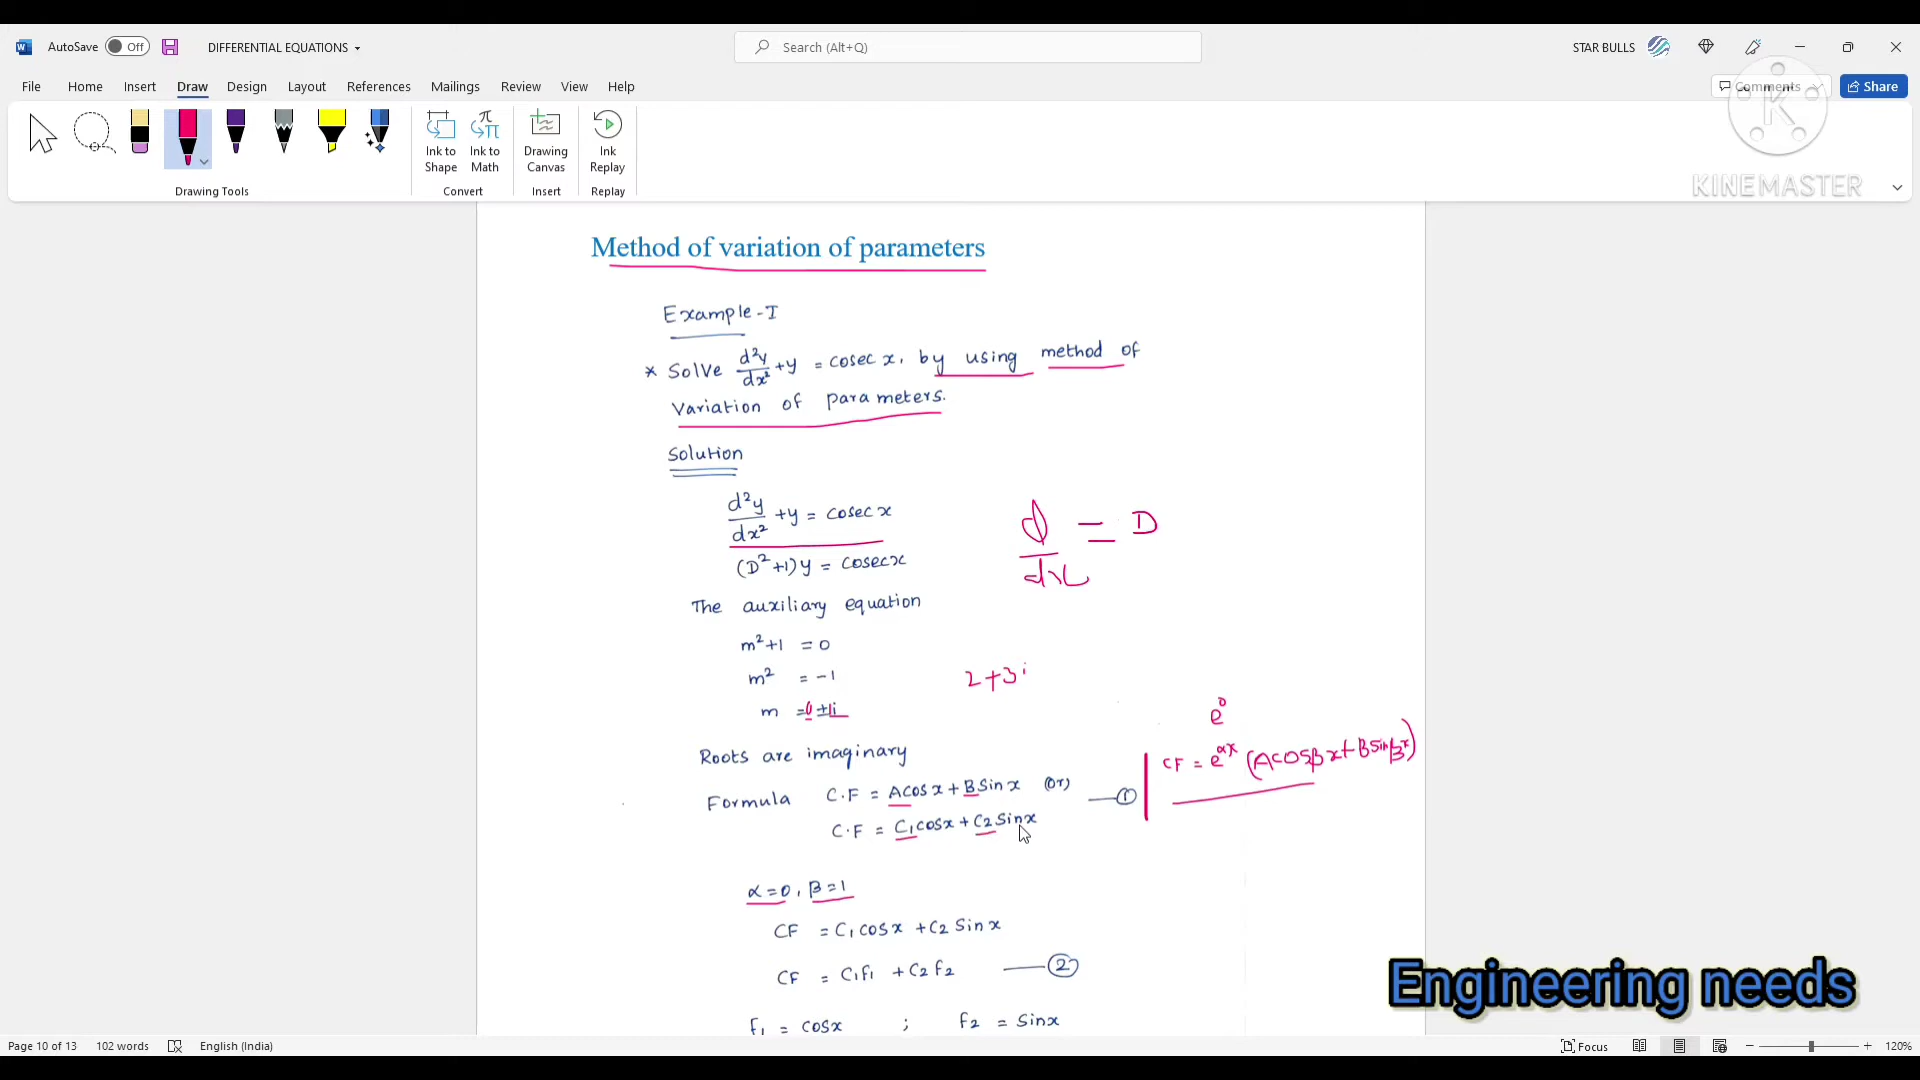 AutoSave Off DIFFERENTIAL EQUATIONS Search (Alt+Q) STAR BULLS
File Home Insert Draw Design Layout References Mailings Review View Help Comments Share
Ink to Shape Ink to Math Drawing Canvas Ink Replay
Drawing Tools Convert Insert Replay
KINEMASTER
Method of variation of parameters
Example-I
* Solve d²y/dx² + y = cosec x, by using method of
Variation of parameters.
Solution
d²y/dx² + y = cosec x
d/dx = D
(D²+1)y = cosecx
The auxiliary equation
m²+1 = 0
m² = -1
2+3i
m = 0±1i
e⁰
Roots are imaginary
CF = e^αx (Acosβx+Bsinβx)
Formula C.F = Acosx + BSinx (or) — ①
C.F = C₁cosx + C₂Sinx
α=0, β=1
CF = C₁cosx + C₂Sinx
CF = C₁f₁ + C₂f₂ — ②
f₁ = cosx ; f₂ = Sinx
Engineering needs
Page 10 of 13 102 words English (India) Focus 120%